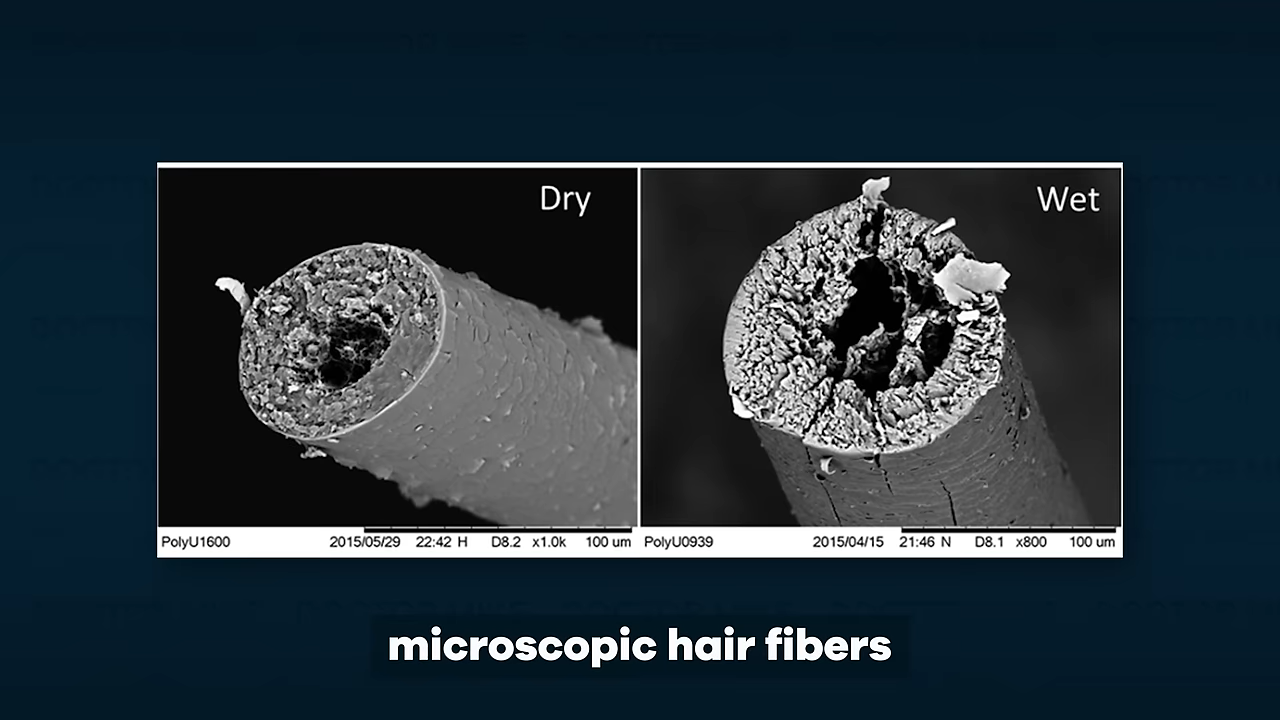 Dry
Wet
PolyU1600 2015/05/29 22:42 H D8.2 x1.0k 100 um
PolyU0939 2015/04/15 21:46 N D8.1 x800 100 um
microscopic hair fibers